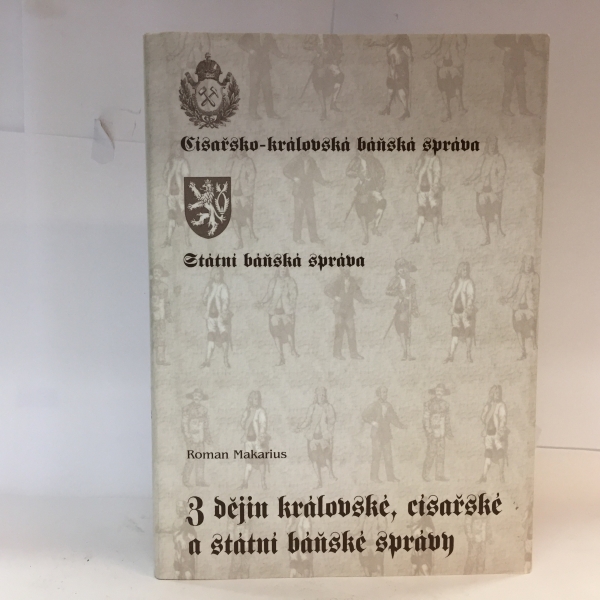 Císařsko-královská báňská správa
Státní báňská správa
Roman Makarius
Z dějin královské, císařské
a státní báňské správy